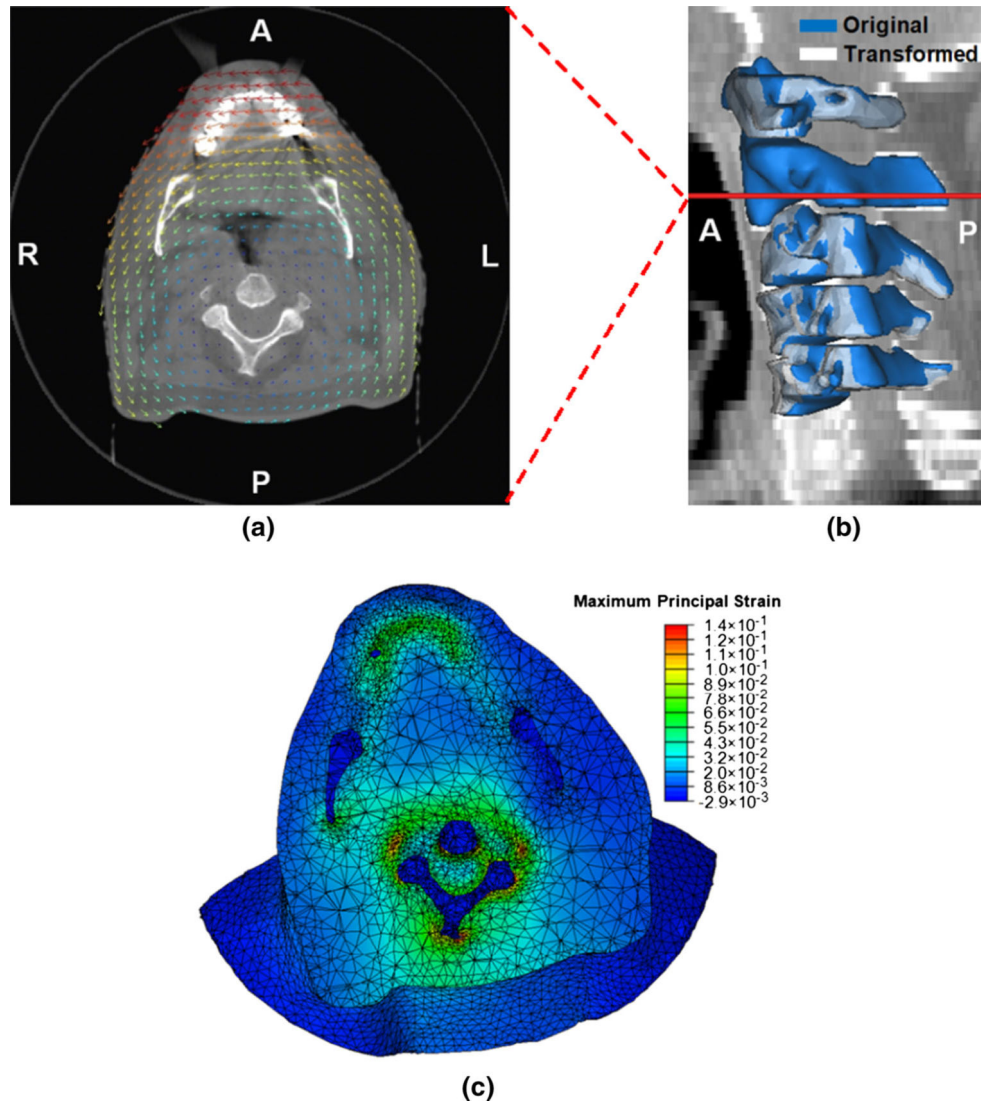 A
R
L
P
(a)
Original
Transformed
A
P
(b)
Maximum Principal Strain
1.4×10⁻¹
1.2×10⁻¹
1.1×10⁻¹
1.0×10⁻¹
8.9×10⁻²
7.8×10⁻²
6.6×10⁻²
5.5×10⁻²
4.3×10⁻²
3.2×10⁻²
2.0×10⁻²
8.6×10⁻³
-2.9×10⁻³
(c)